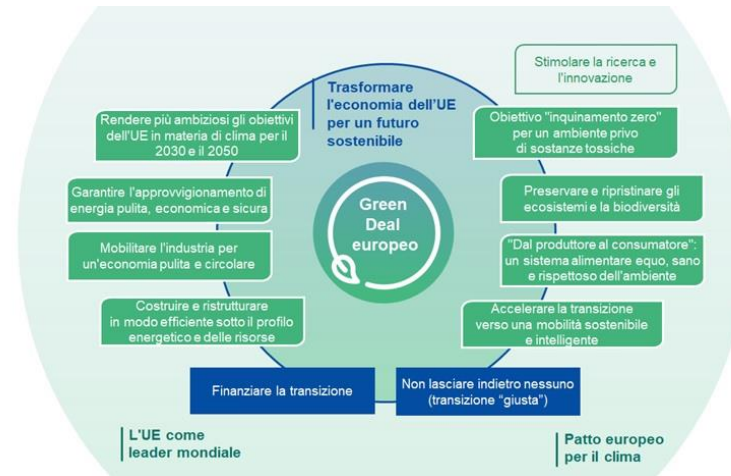 Stimolare la ricerca e
l'innovazione
Trasformare
l'economia dell'UE
per un futuro
sostenibile
Rendere più ambiziosi gli obiettivi
dell'UE in materia di clima per il
2030 e il 2050
Obiettivo "inquinamento zero"
per un ambiente privo
di sostanze tossiche
Garantire l'approvvigionamento di
energia pulita, economica e sicura
Green
Deal
europeo
Preservare e ripristinare gli
ecosistemi e la biodiversità
Mobilitare l'industria per
un'economia pulita e circolare
"Dal produttore al consumatore":
un sistema alimentare equo, sano
e rispettoso dell'ambiente
Costruire e ristrutturare
in modo efficiente sotto il profilo
energetico e delle risorse
Accelerare la transizione
verso una mobilità sostenibile
e intelligente
Finanziare la transizione
Non lasciare indietro nessuno
(transizione “giusta”)
L'UE come
leader mondiale
Patto europeo
per il clima